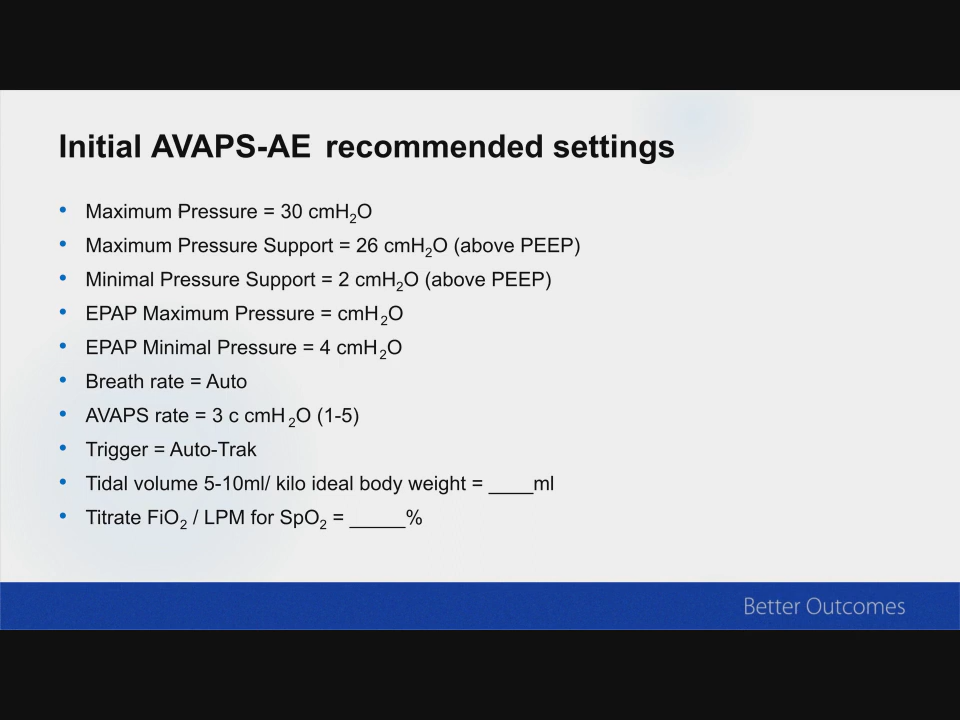 Initial AVAPS-AE recommended settings
• Maximum Pressure = 30 cmH₂O
• Maximum Pressure Support = 26 cmH₂O (above PEEP)
• Minimal Pressure Support = 2 cmH₂O (above PEEP)
• EPAP Maximum Pressure = cmH₂O
• EPAP Minimal Pressure = 4 cmH₂O
• Breath rate = Auto
• AVAPS rate = 3 c cmH₂O (1-5)
• Trigger = Auto-Trak
• Tidal volume 5-10ml/ kilo ideal body weight = ____ml
• Titrate FiO₂ / LPM for SpO₂ = _____%
Better Outcomes